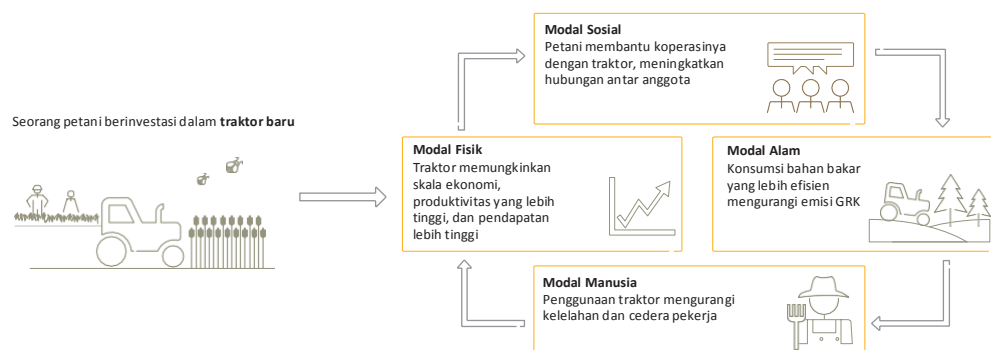 Seorang petani berinvestasi dalam traktor baru
Modal Sosial
Petani membantu koperasinya
dengan traktor, meningkatkan
hubungan antar anggota
Modal Fisik
Traktor memungkinkan
skala ekonomi,
produktivitas yang lebih
tinggi, dan pendapatan
lebih tinggi
Modal Alam
Konsumsi bahan bakar
yang lebih efisien
mengurangi emisi GRK
Modal Manusia
Penggunaan traktor mengurangi
kelelahan dan cedera pekerja